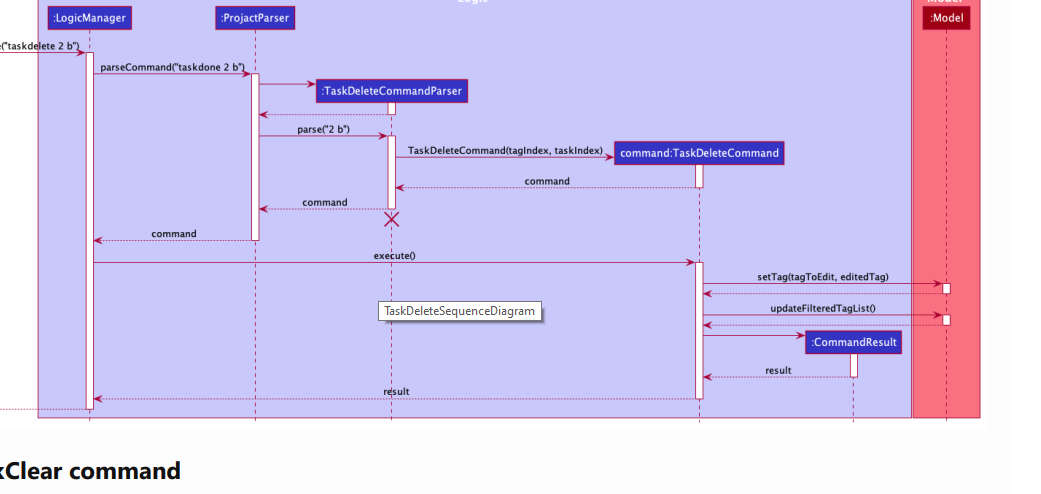 Logic
Model
:LogicManager
:ProjactParser
:Model
e("taskdelete 2 b")
parseCommand("taskdone 2 b")
:TaskDeleteCommandParser
parse("2 b")
TaskDeleteCommand(tagIndex, taskIndex)
command:TaskDeleteCommand
command
command
command
execute()
setTag(tagToEdit, editedTag)
TaskDeleteSequenceDiagram
updateFilteredTagList()
:CommandResult
result
result
kClear command